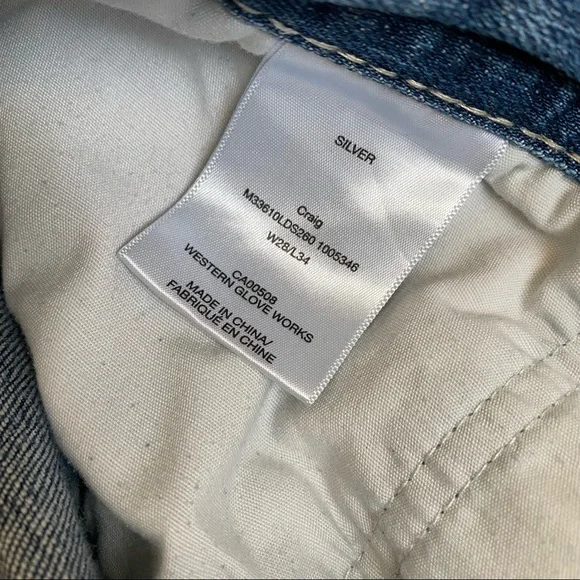 SILVER
Craig
M33610LDS260 1005346
W28/L34
CA00508
WESTERN GLOVE WORKS
MADE IN CHINA/
FABRIQUÉ EN CHINE